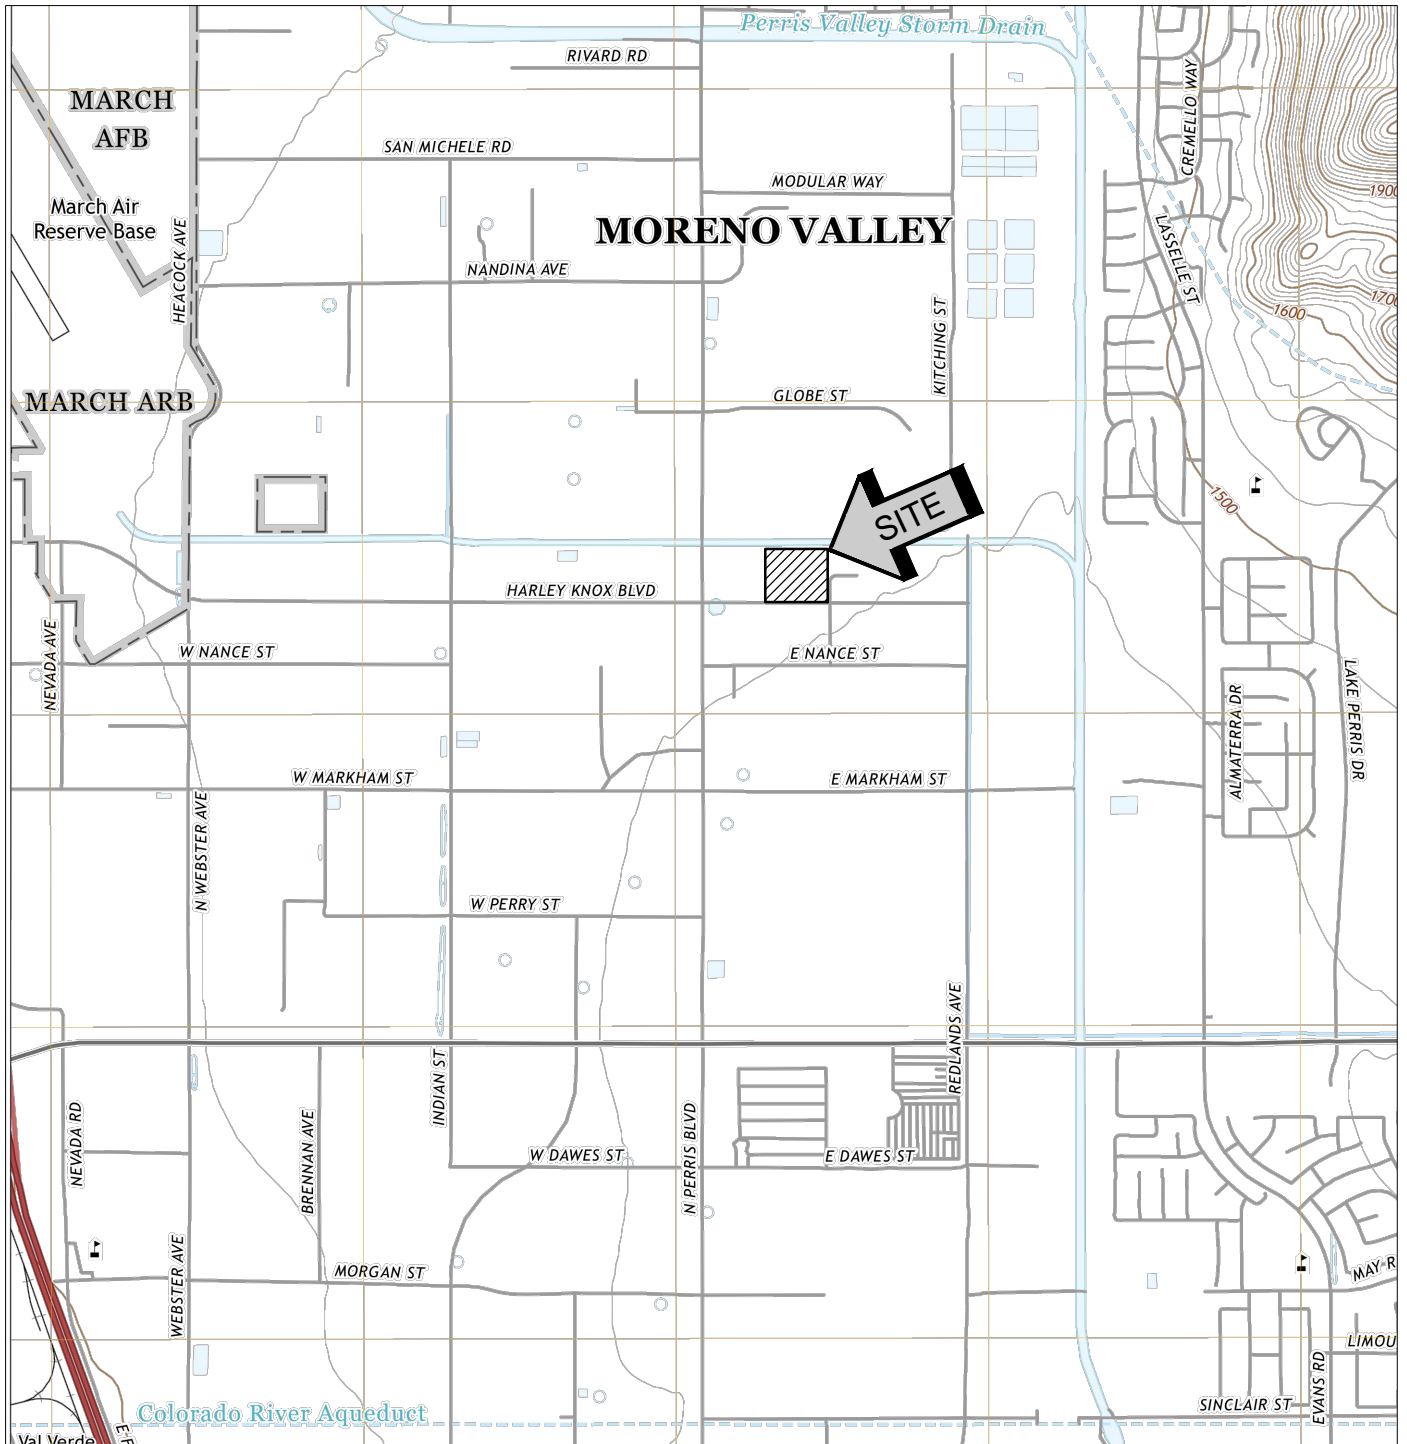 Perris Valley Storm Drain
RIVARD RD
CREMELLO WAY
MARCH
AFB
SAN MICHELE RD
MODULAR WAY
1900
March Air
Reserve Base
MORENO VALLEY
HEACOCK AVE
LASSELLE ST
NANDINA AVE
1700
1600
KITCHING ST
GLOBE ST
MARCH ARB
SITE
1500
HARLEY KNOX BLVD
NEVADA AVE
W NANCE ST
E NANCE ST
ALMATERRA DR
LAKE PERRIS DR
W MARKHAM ST
E MARKHAM ST
N WEBSTER AVE
W PERRY ST
REDLANDS AVE
INDIAN ST
NEVADA RD
BRENNAN AVE
N PERRIS BLVD
W DAWES ST
E DAWES ST
WEBSTER AVE
MORGAN ST
MAY R
LIMOU
EVANS RD
SINCLAIR ST
Colorado River Aqueduct
Val Verde